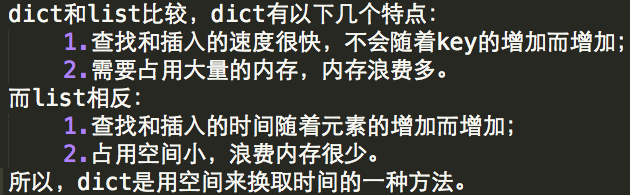 dict和list比较，dict有以下几个特点：
1.查找和插入的速度很快，不会随着key的增加而增加；
2.需要占用大量的内存，内存浪费多。
而list相反：
1.查找和插入的时间随着元素的增加而增加；
2.占用空间小，浪费内存很少。
所以，dict是用空间来换取时间的一种方法。